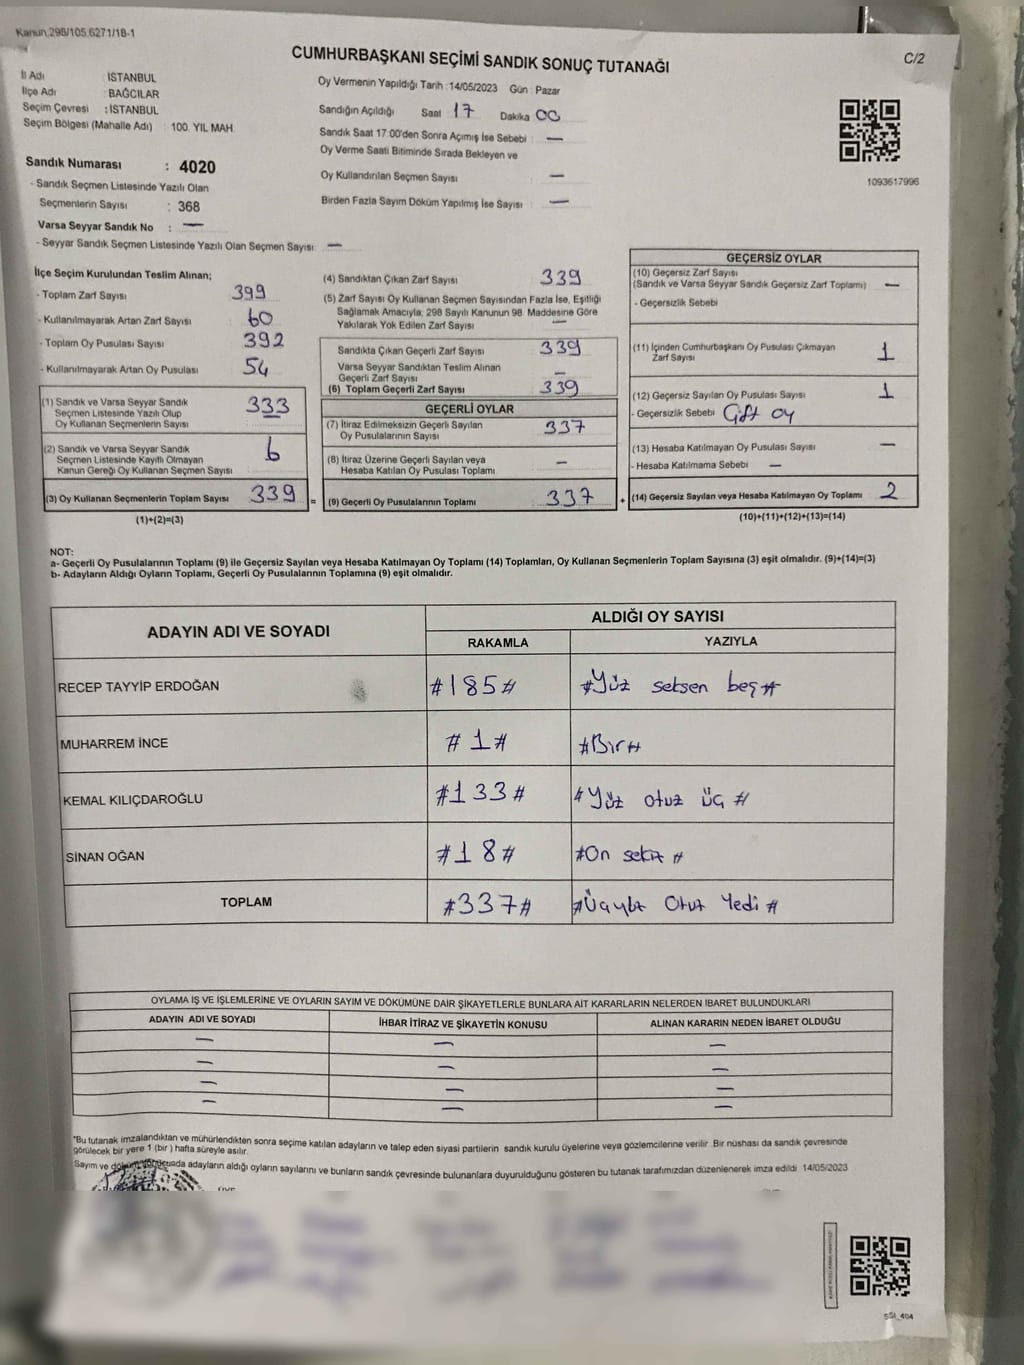 Kanun.298/105.6271/18-1
CUMHURBAŞKANI SEÇİMİ SANDIK SONUÇ TUTANAĞI
C/2
İl Adı : İSTANBUL
İlçe Adı : BAĞCILAR
Seçim Çevresi : İSTANBUL
Seçim Bölgesi (Mahalle Adı) : 100. YIL MAH.
Oy Vermenin Yapıldığı Tarih : 14/05/2023 Gün : Pazar
Sandığın Açıldığı Saat 17 Dakika 00
Sandık Saat 17:00'den Sonra Açımış İse Sebebi —
Oy Verme Saati Bitiminde Sırada Bekleyen ve
Oy Kullandırılan Seçmen Sayısı —
Birden Fazla Sayım Döküm Yapılmış İse Sayısı —
1093617996
Sandık Numarası : 4020
- Sandık Seçmen Listesinde Yazılı Olan
Seçmenlerin Sayısı : 368
Varsa Seyyar Sandık No : —
- Seyyar Sandık Seçmen Listesinde Yazılı Olan Seçmen Sayısı: —
İlçe Seçim Kurulundan Teslim Alınan;
- Toplam Zarf Sayısı 399
- Kullanılmayarak Artan Zarf Sayısı 60
- Toplam Oy Pusulası Sayısı 392
- Kullanılmayarak Artan Oy Pusulası 54
(1) Sandık ve Varsa Seyyar Sandık
Seçmen Listesinde Yazılı Olup
Oy Kullanan Seçmenlerin Sayısı 333
(2) Sandık ve Varsa Seyyar Sandık
Seçmen Listesinde Kayıtlı Olmayan
Kanun Gereği Oy Kullanan Seçmen Sayısı 6
(3) Oy Kullanan Seçmenlerin Toplam Sayısı 339 =
(1)+(2)=(3)
(4) Sandıktan Çıkan Zarf Sayısı 339
(5) Zarf Sayısı Oy Kullanan Seçmen Sayısından Fazla İse, Eşitliği
Sağlamak Amacıyla, 298 Sayılı Kanunun 98. Maddesine Göre
Yakılarak Yok Edilen Zarf Sayısı —
Sandıkta Çıkan Geçerli Zarf Sayısı 339
Varsa Seyyar Sandıktan Teslim Alınan
Geçerli Zarf Sayısı —
(6) Toplam Geçerli Zarf Sayısı 339
GEÇERLİ OYLAR
(7) İtiraz Edilmeksizin Geçerli Sayılan
Oy Pusulalarının Sayısı 337
(8) İtiraz Üzerine Geçerli Sayılan veya
Hesaba Katılan Oy Pusulası Toplamı —
(9) Geçerli Oy Pusulalarının Toplamı 337 +
GEÇERSİZ OYLAR
(10) Geçersiz Zarf Sayısı
(Sandık ve Varsa Seyyar Sandık Geçersiz Zarf Toplamı) —
- Geçersizlik Sebebi
(11) İçinden Cumhurbaşkanı Oy Pusulası Çıkmayan
Zarf Sayısı 1
(12) Geçersiz Sayılan Oy Pusulası Sayısı 1
- Geçersizlik Sebebi Çift oy
(13) Hesaba Katılmayan Oy Pusulası Sayısı —
- Hesaba Katılmama Sebebi —
(14) Geçersiz Sayılan veya Hesaba Katılmayan Oy Toplamı 2
(10)+(11)+(12)+(13)=(14)
NOT:
a- Geçerli Oy Pusulalarının Toplamı (9) ile Geçersiz Sayılan veya Hesaba Katılmayan Oy Toplamı (14) Toplamları, Oy Kullanan Seçmenlerin Toplam Sayısına (3) eşit olmalıdır. (9)+(14)=(3)
b- Adayların Aldığı Oyların Toplamı, Geçerli Oy Pusulalarının Toplamına (9) eşit olmalıdır.
ADAYIN ADI VE SOYADI ALDIĞI OY SAYISI
RAKAMLA YAZIYLA
RECEP TAYYİP ERDOĞAN #185# #Yüz seksen beş#
MUHARREM İNCE #1# #Bir#
KEMAL KILIÇDAROĞLU #133# #Yüz otuz üç#
SİNAN OĞAN #18# #On sekiz#
TOPLAM #337# #Üçyüz Otuz Yedi#
OYLAMA İŞ VE İŞLEMLERİNE VE OYLARIN SAYIM VE DÖKÜMÜNE DAİR ŞİKAYETLERLE BUNLARA AİT KARARLARIN NELERDEN İBARET BULUNDUKLARI
ADAYIN ADI VE SOYADI İHBAR İTİRAZ VE ŞİKAYETİN KONUSU ALINAN KARARIN NEDEN İBARET OLDUĞU
— — —
— — —
— — —
— — —
"Bu tutanak imzalandıktan ve mühürlendikten sonra seçime katılan adayların ve talep eden siyasi partilerin sandık kurulu üyelerine veya gözlemcilerine verilir. Bir nüshası da sandık çevresinde
görülecek bir yere 1 (bir) hafta süreyle asılır.
Sayım ve dökümü adayların aldığı oyların sayılarını ve bunların sandık çevresinde bulunanlara duyurulduğunu gösteren bu tutanak tarafımızdan düzenlenerek imza edildi. 14/05/2023
SSI_404